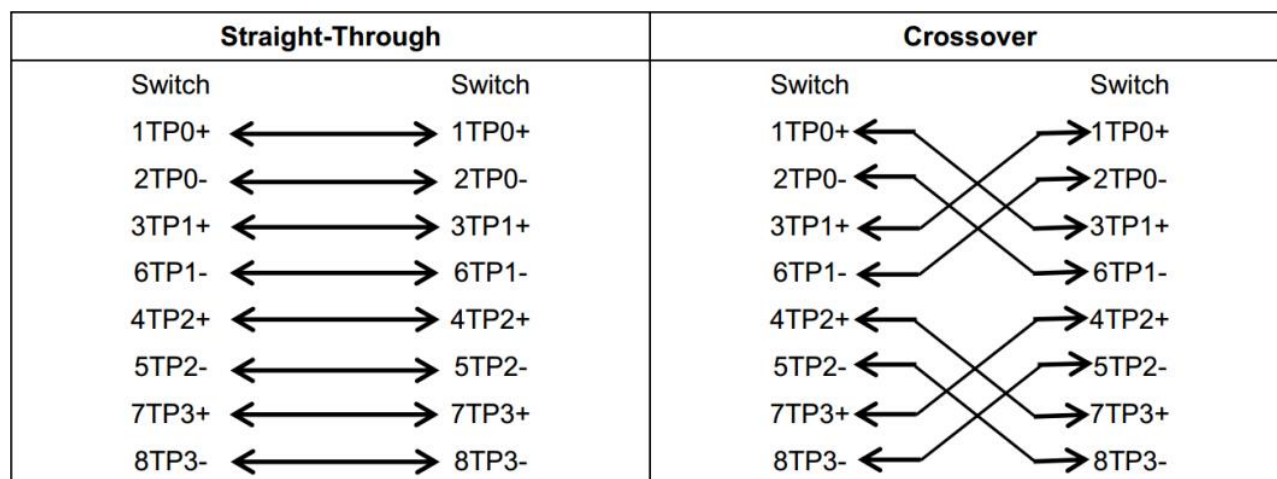 Straight-Through Crossover
Switch Switch Switch Switch
1TP0+ 1TP0+ 1TP0+ 1TP0+
2TP0- 2TP0- 2TP0- 2TP0-
3TP1+ 3TP1+ 3TP1+ 3TP1+
6TP1- 6TP1- 6TP1- 6TP1-
4TP2+ 4TP2+ 4TP2+ 4TP2+
5TP2- 5TP2- 5TP2- 5TP2-
7TP3+ 7TP3+ 7TP3+ 7TP3+
8TP3- 8TP3- 8TP3- 8TP3-